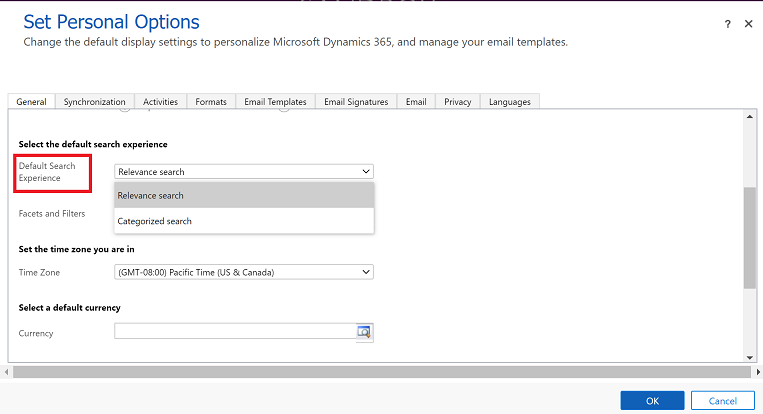 Set Personal Options
? ×
Change the default display settings to personalize Microsoft Dynamics 365, and manage your email templates.
General Synchronization Activities Formats Email Templates Email Signatures Email Privacy Languages
Select the default search experience
Default Search
Experience
Relevance search
Relevance search
Categorized search
Facets and Filters
Set the time zone you are in
Time Zone
(GMT-08:00) Pacific Time (US & Canada)
Select a default currency
Currency
OK Cancel